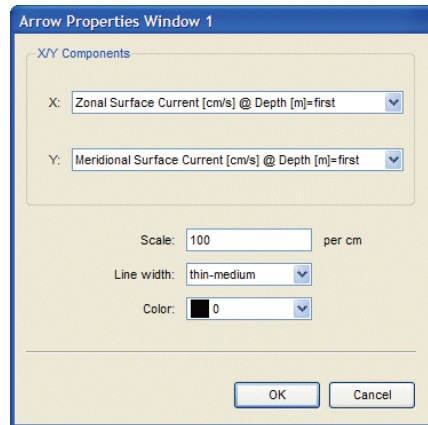 Arrow Properties Window 1
X/Y Components
X: Zonal Surface Current [cm/s] @ Depth [m]=first
Y: Meridional Surface Current [cm/s] @ Depth [m]=first
Scale: 100 per cm
Line width: thin-medium
Color: 0
OK Cancel